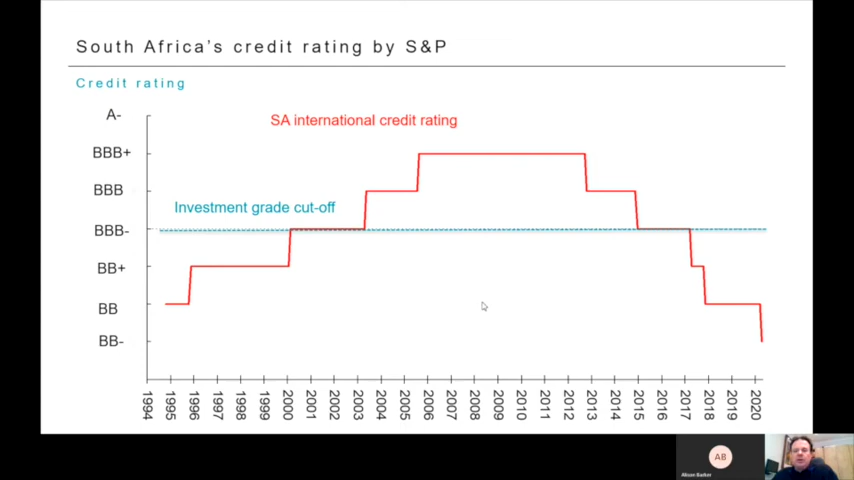 South Africa's credit rating by S&P
Credit rating
A-
SA international credit rating
BBB+
BBB
Investment grade cut-off
BBB-
BB+
BB
BB-
1994 1995 1996 1997 1998 1999 2000 2001 2002 2003 2004 2005 2006 2007 2008 2009 2010 2011 2012 2013 2014 2015 2016 2017 2018 2019 2020
AB
Alison Barker